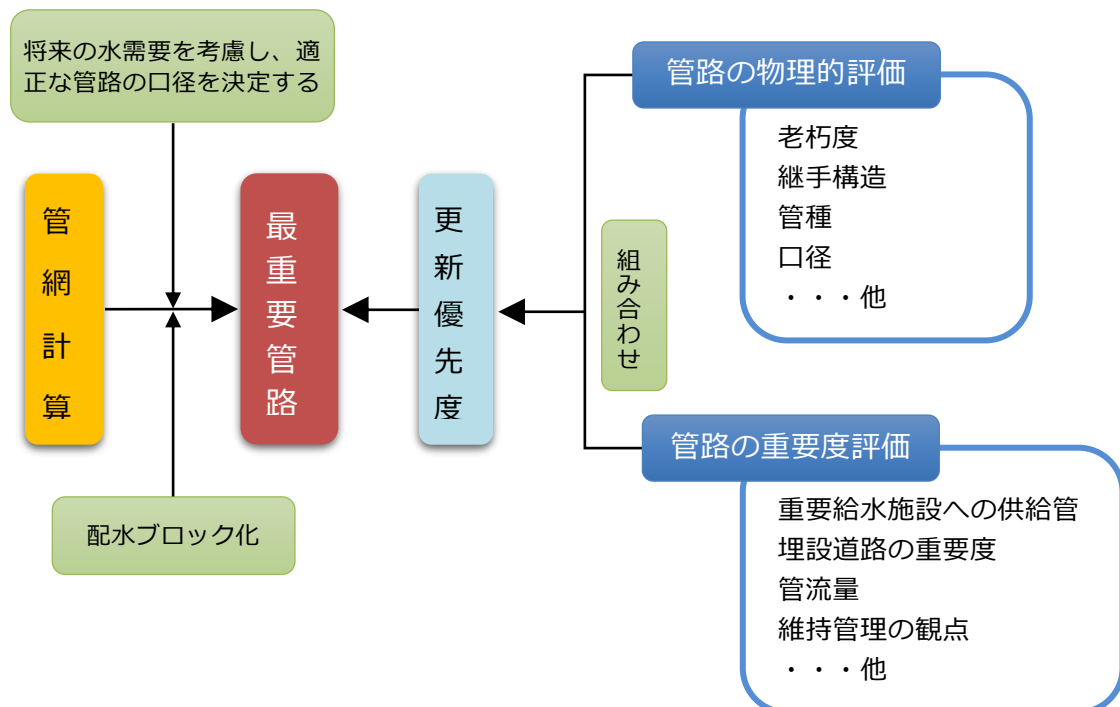 将来の水需要を考慮し、適
正な管路の口径を決定する
管網計算
最重要管路
更新優先度
組み合わせ
配水ブロック化
管路の物理的評価
老朽度
継手構造
管種
口径
・・・他
管路の重要度評価
重要給水施設への供給管
埋設道路の重要度
管流量
維持管理の観点
・・・他